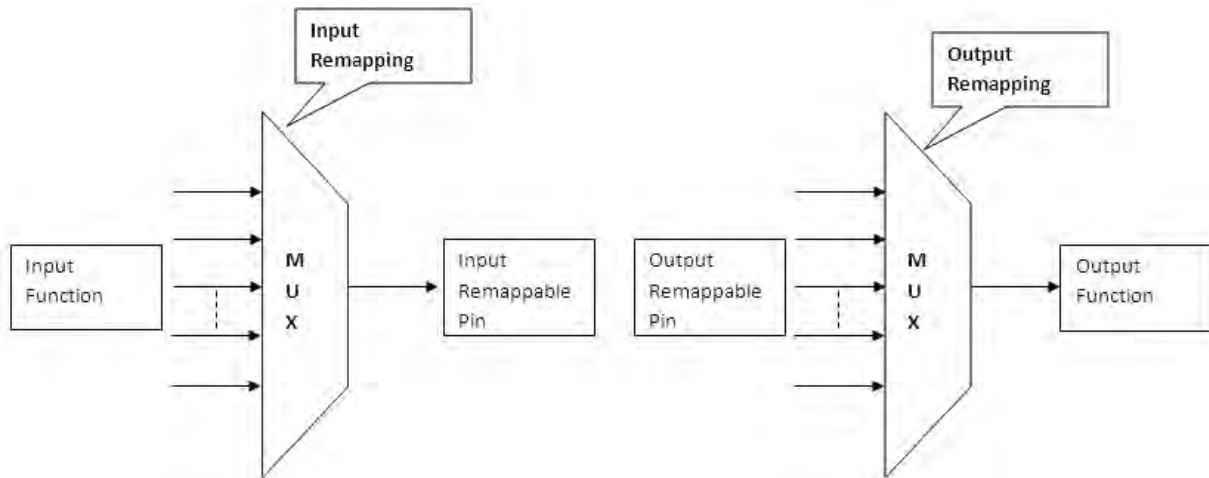 Input
Remapping
Output
Remapping
Input
Function
M
U
X
Input
Remappable
Pin
Output
Remappable
Pin
M
U
X
Output
Function